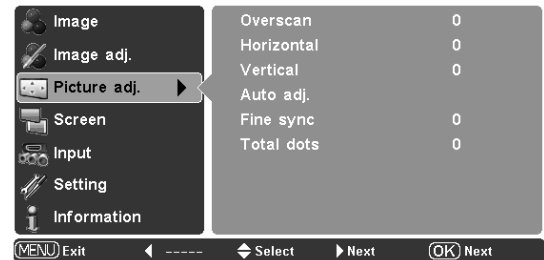 Image
Image adj.
Picture adj.
Screen
Input
Setting
Information
Overscan 0
Horizontal 0
Vertical 0
Auto adj.
Fine sync 0
Total dots 0
MENU Exit ----- Select Next OK Next